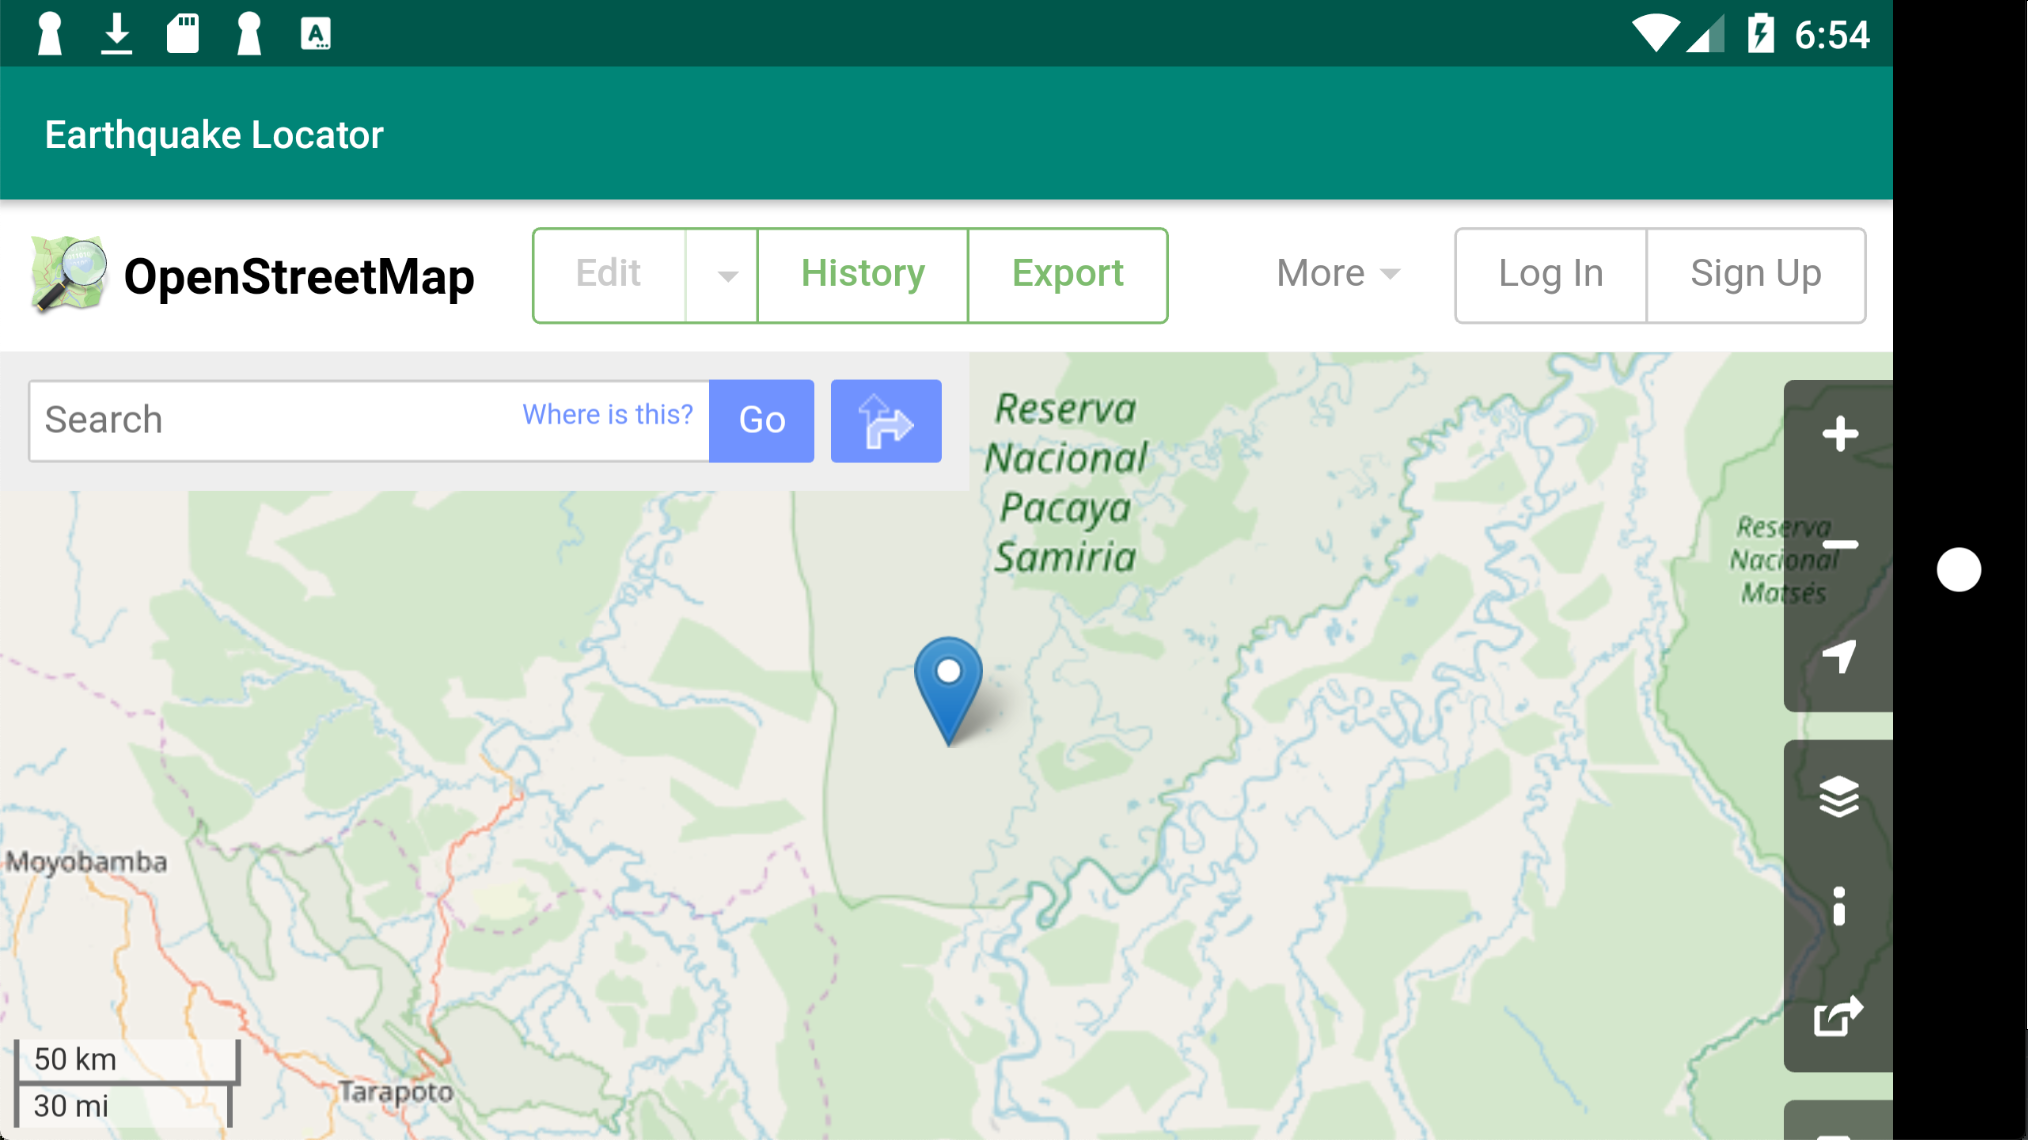 6:54
Earthquake Locator
OpenStreetMap
Edit
History
Export
More
Log In
Sign Up
Search
Where is this?
Go
Reserva
Nacional
Pacaya
Samiria
Reserva
Nacional
Matsés
Moyobamba
Tarapoto
50 km
30 mi